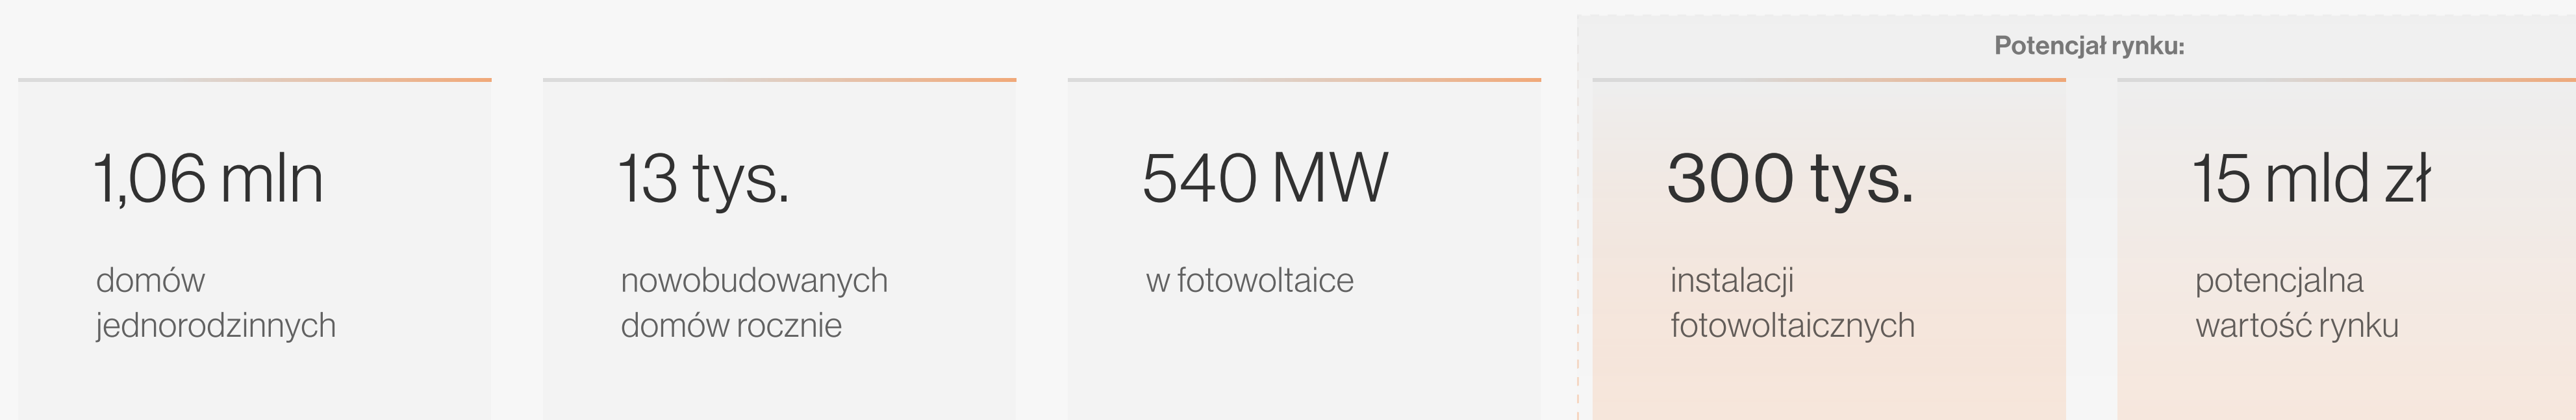 Potencjał rynku:
1,06 mln
domów
jednorodzinnych
13 tys.
nowobudowanych
domów rocznie
540 MW
w fotowoltaice
300 tys.
instalacji
fotowoltaicznych
15 mld zł
potencjalna
wartość rynku